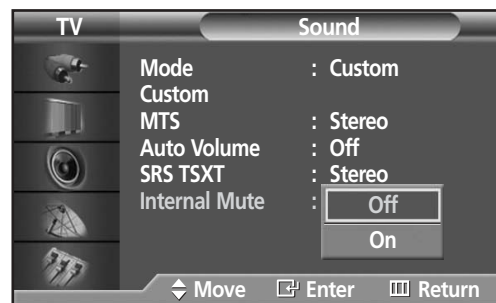 TV Sound
Mode : Custom
Custom
MTS : Stereo
Auto Volume : Off
SRS TSXT : Stereo
Internal Mute : Off
On
Move Enter Return